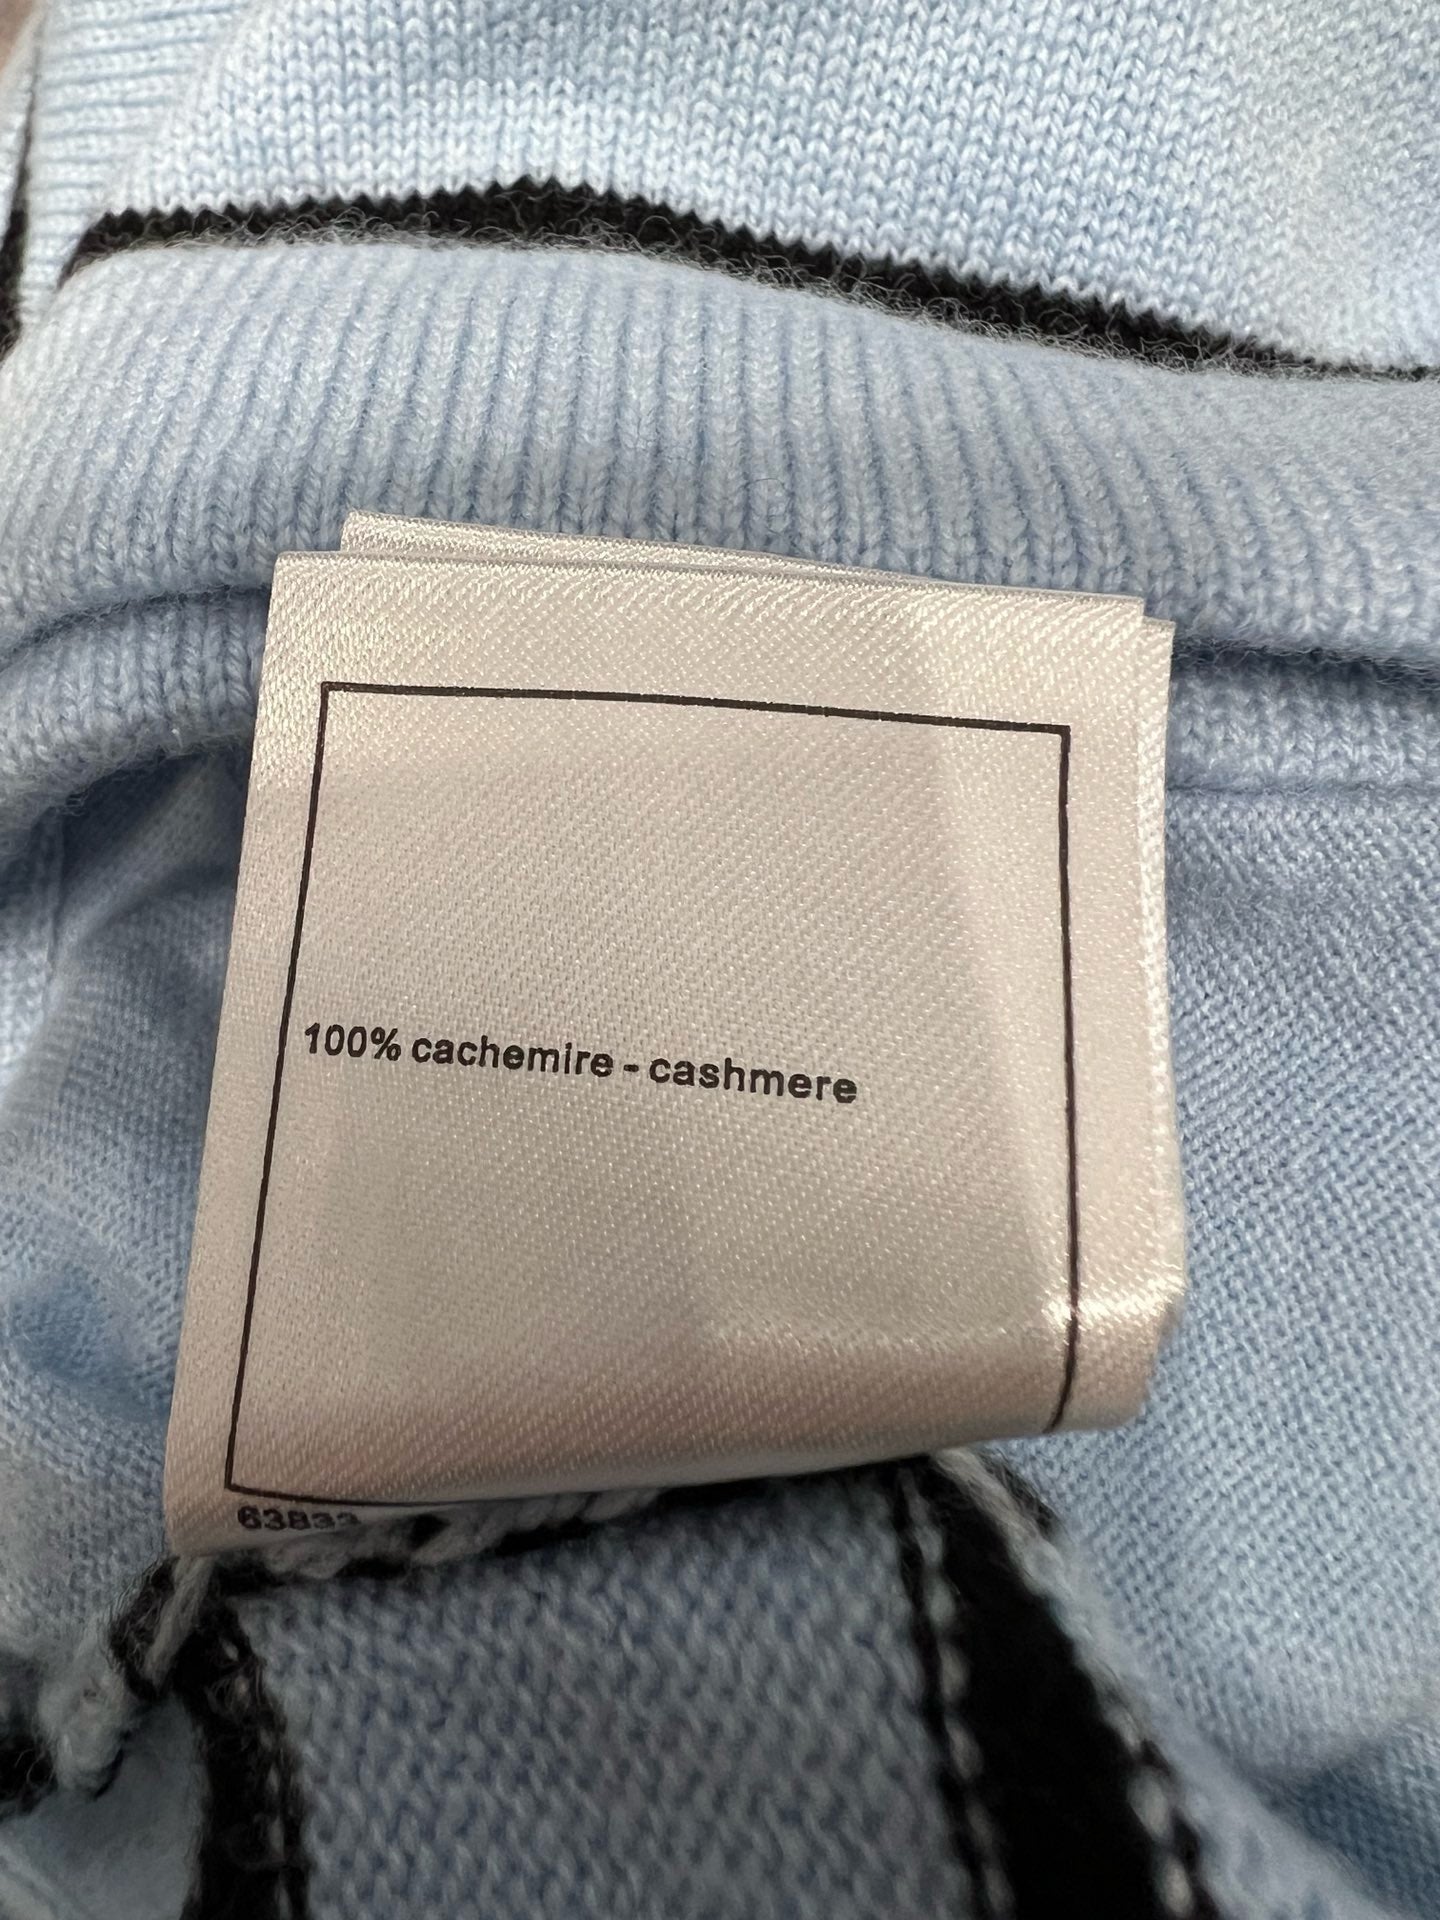 100% cachemire - cashmere